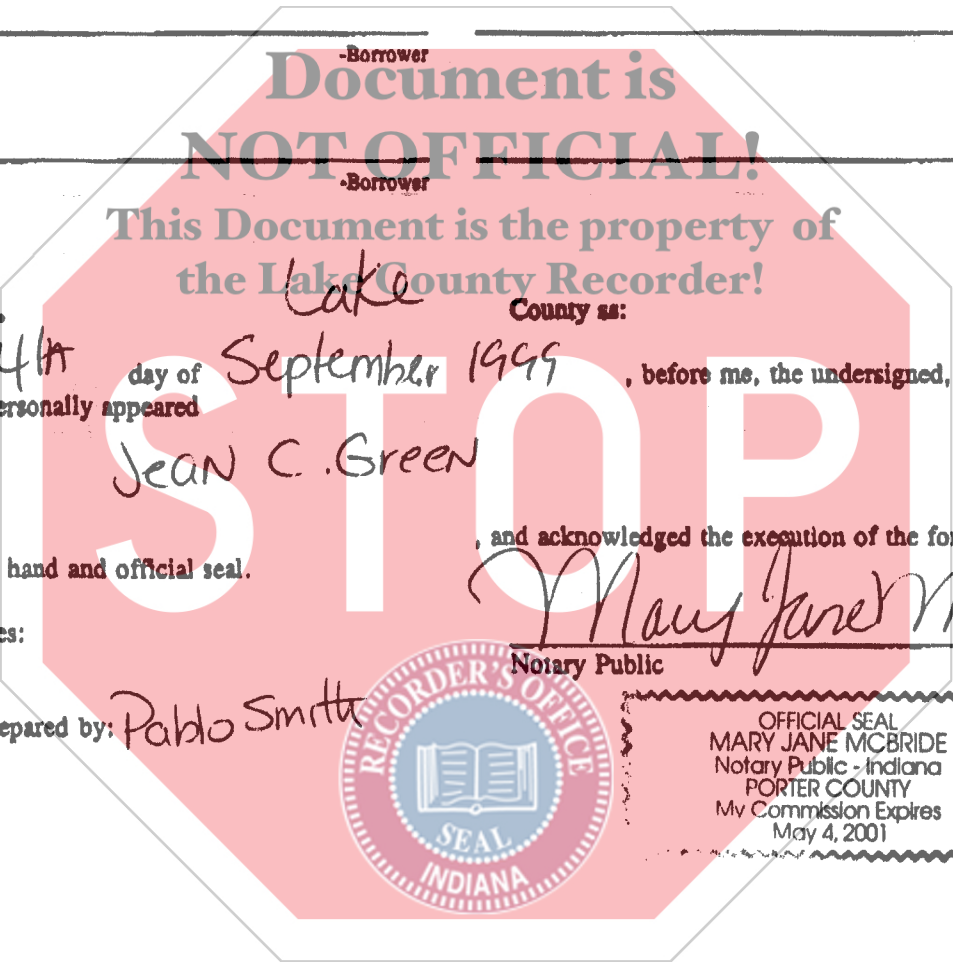 -Borrower
Document is
NOT OFFICIAL!
-Borrower
This Document is the property of
the Lake County Recorder!
Lake County ss:
day of September 1999 , before me, the undersigned,
ersonally appeared
Jean C. Green
STOP
, and acknowledged the execution of the for
hand and official seal.
Mary Jane M
es:
Notary Public
epared by: Pablo Smith
RECORDER'S OFFICE
SEAL
INDIANA
OFFICIAL SEAL
MARY JANE MCBRIDE
Notary Public - Indiana
PORTER COUNTY
My Commission Expires
May 4, 2001